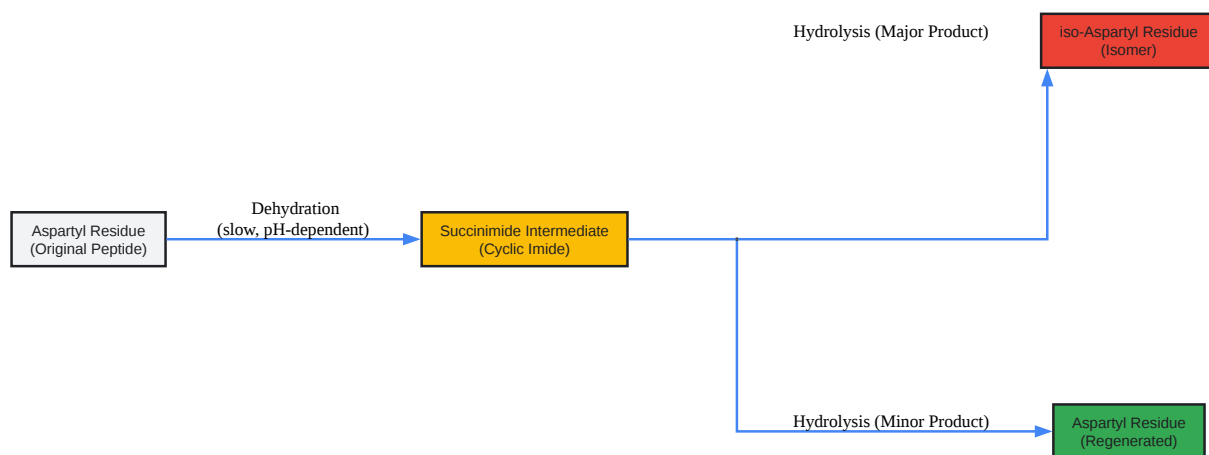 Hydrolysis (Major Product)
iso-Aspartyl Residue
(Isomer)
Dehydration
(slow, pH-dependent)
Aspartyl Residue
(Original Peptide)
Succinimide Intermediate
(Cyclic Imide)
Hydrolysis (Minor Product)
Aspartyl Residue
(Regenerated)